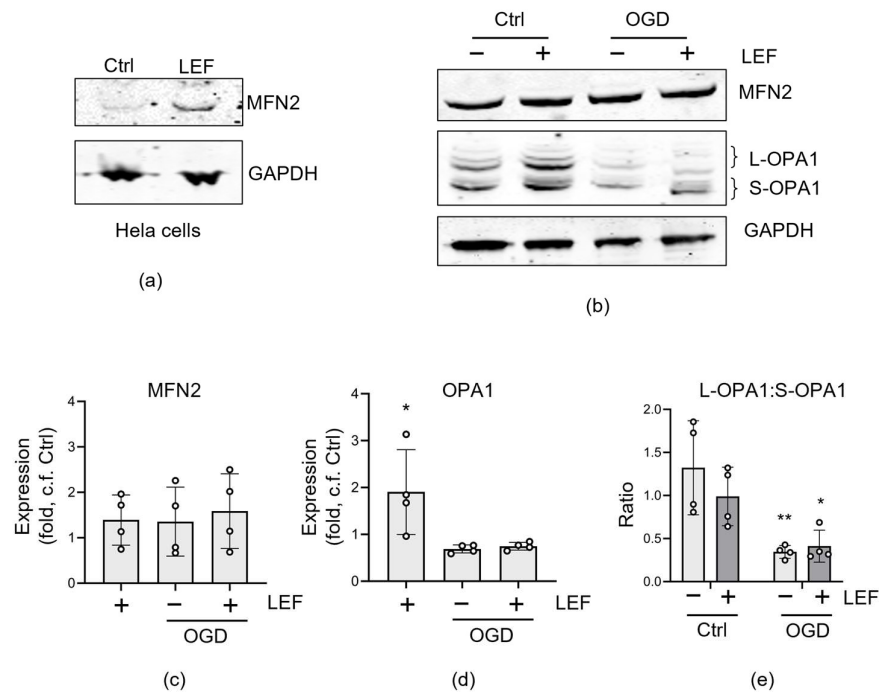 Ctrl LEF
MFN2
GAPDH
Hela cells
(a)
Ctrl OGD
− + − +
LEF
MFN2
L-OPA1
S-OPA1
GAPDH
(b)
MFN2
Expression
(fold, c.f. Ctrl)
4
3
2
1
0
+ − + LEF
OGD
(c)
OPA1
Expression
(fold, c.f. Ctrl)
4
3
2
1
0
*
+ − + LEF
OGD
(d)
L-OPA1:S-OPA1
Ratio
2.0
1.5
1.0
0.5
0.0
** *
− + − + LEF
Ctrl OGD
(e)